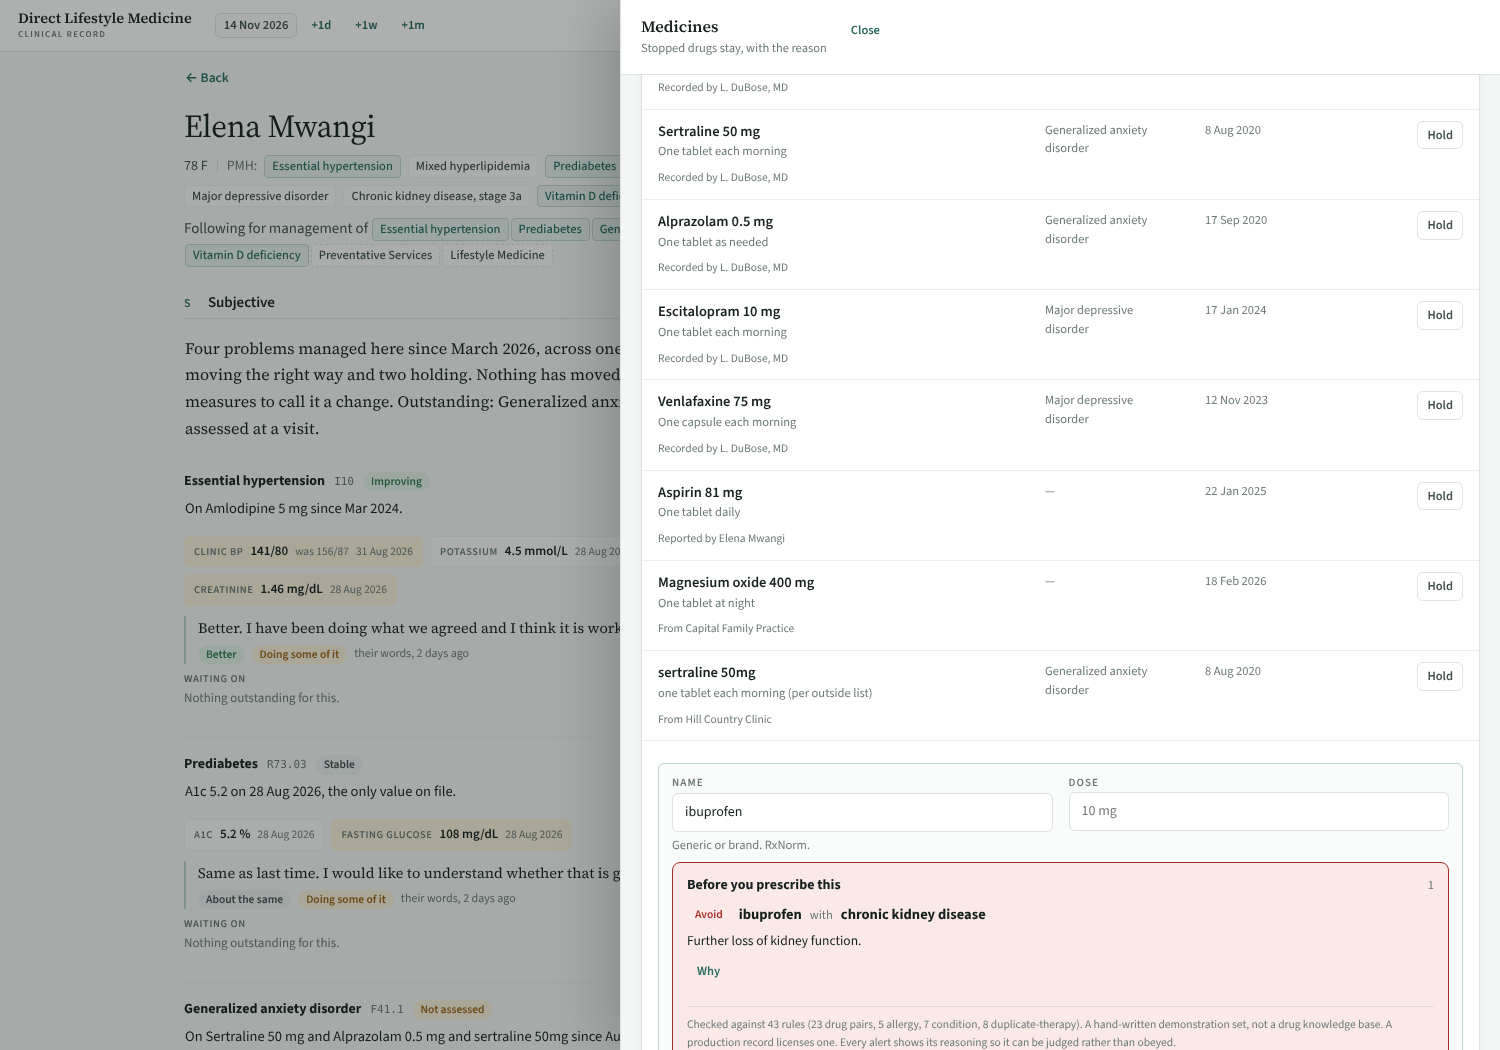 Direct Lifestyle Medicine
CLINICAL RECORD
14 Nov 2026 +1d +1w +1m
← Back
Elena Mwangi
78 F PMH: Essential hypertension Mixed hyperlipidemia Prediabetes
Major depressive disorder Chronic kidney disease, stage 3a Vitamin D
Following for management of Essential hypertension Prediabetes
Vitamin D deficiency Preventative Services Lifestyle Medicine
S Subjective
Four problems managed here since March 2026, across one
moving the right way and two holding. Nothing has moved
measures to call it a change. Outstanding: Generalized
assessed at a visit.
Essential hypertension I10 Improving
On Amlodipine 5 mg since Mar 2024.
CLINIC BP 141/80 was 156/87 31 Aug 2026 POTASSIUM 4.5 mmol/L 28 Aug
CREATININE 1.46 mg/dL 28 Aug 2026
Better. I have been doing what we agreed and I think it is
Better Doing some of it their words, 2 days ago
WAITING ON
Nothing outstanding for this.
Prediabetes R73.03 Stable
A1c 5.2 on 28 Aug 2026, the only value on file.
A1C 5.2 % 28 Aug 2026 FASTING GLUCOSE 108 mg/dL 28 Aug 2026
Same as last time. I would like to understand whether that is
About the same Doing some of it their words, 2 days ago
WAITING ON
Nothing outstanding for this.
Generalized anxiety disorder F41.1 Not assessed
On Sertraline 50 mg and Alprazolam 0.5 mg and sertraline 50mg since
Medicines
Stopped drugs stay, with the reason
Close
Recorded by L. DuBose, MD
Sertraline 50 mg
One tablet each morning
Recorded by L. DuBose, MD
Generalized anxiety
disorder
8 Aug 2020
Hold
Alprazolam 0.5 mg
One tablet as needed
Recorded by L. DuBose, MD
Generalized anxiety
disorder
17 Sep 2020
Hold
Escitalopram 10 mg
One tablet each morning
Recorded by L. DuBose, MD
Major depressive
disorder
17 Jan 2024
Hold
Venlafaxine 75 mg
One capsule each morning
Recorded by L. DuBose, MD
Major depressive
disorder
12 Nov 2023
Hold
Aspirin 81 mg
One tablet daily
Reported by Elena Mwangi
—
22 Jan 2025
Hold
Magnesium oxide 400 mg
One tablet at night
From Capital Family Practice
—
18 Feb 2026
Hold
sertraline 50mg
one tablet each morning (per outside list)
From Hill Country Clinic
Generalized anxiety
disorder
8 Aug 2020
Hold
NAME
ibuprofen
Generic or brand. RxNorm.
DOSE
10 mg
Before you prescribe this 1
Avoid ibuprofen with chronic kidney disease
Further loss of kidney function.
Why
Checked against 43 rules (23 drug pairs, 5 allergy, 7 condition, 8 duplicate-therapy). A hand-written demonstration set, not a drug knowledge base. A
production record licenses one. Every alert shows its reasoning so it can be judged rather than obeyed.